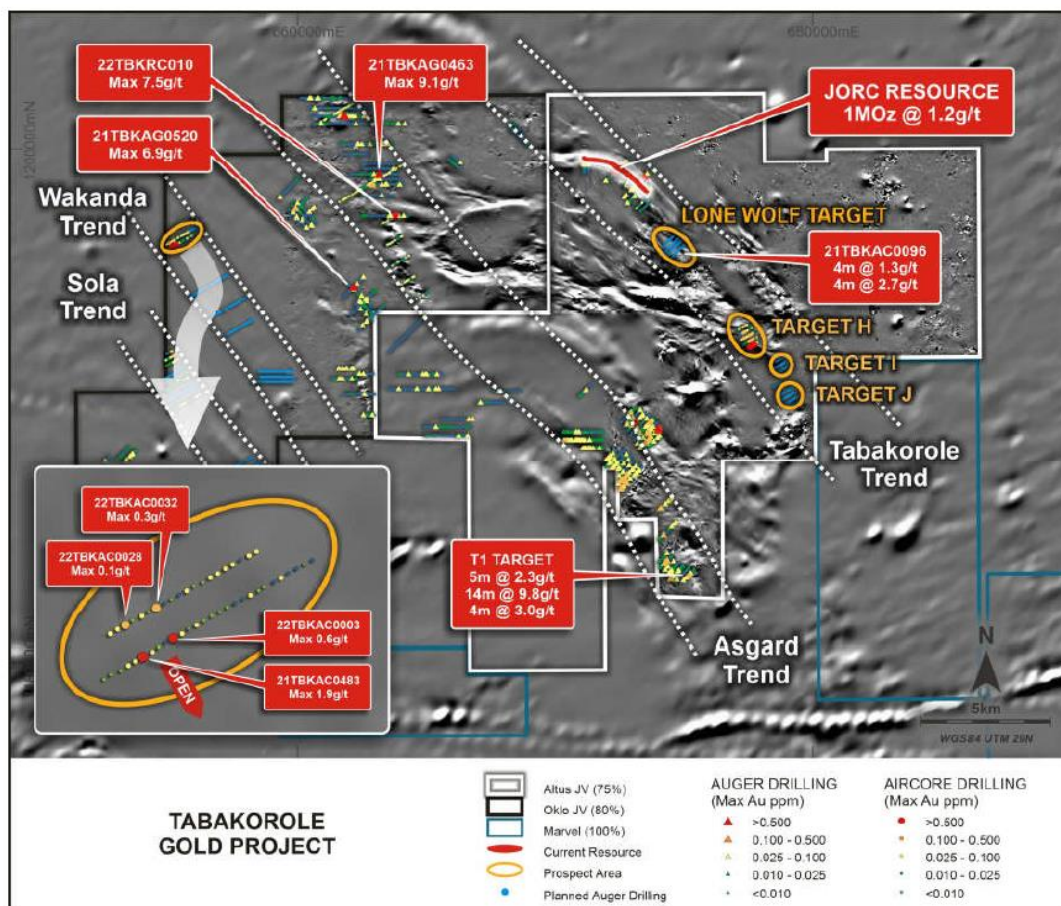 660000mE
680000mE
1200000mN
22TBKRC010
Max 7.5g/t
21TBKAG0463
Max 9.1g/t
JORC RESOURCE
1MOz @ 1.2g/t
21TBKAG0520
Max 6.9g/t
Wakanda
Trend
Sola
Trend
LONE WOLF TARGET
21TBKAC0096
4m @ 1.3g/t
4m @ 2.7g/t
TARGET H
TARGET I
TARGET J
Tabakorole
Trend
22TBKAC0032
Max 0.3g/t
22TBKAC0028
Max 0.1g/t
22TBKAC0003
Max 0.6g/t
21TBKAC0483
Max 1.9g/t
OPEN
T1 TARGET
5m @ 2.3g/t
14m @ 9.8g/t
4m @ 3.0g/t
Asgard
Trend
N
5km
WGS84 UTM 29N
TABAKOROLE
GOLD PROJECT
Altus JV (75%)
Oklo JV (80%)
Marvel (100%)
Current Resource
Prospect Area
Planned Auger Drilling
AUGER DRILLING
(Max Au ppm)
>0.500
0.100 - 0.500
0.025 - 0.100
0.010 - 0.025
<0.010
AIRCORE DRILLING
(Max Au ppm)
>0.500
0.100 - 0.500
0.025 - 0.100
0.010 - 0.025
<0.010